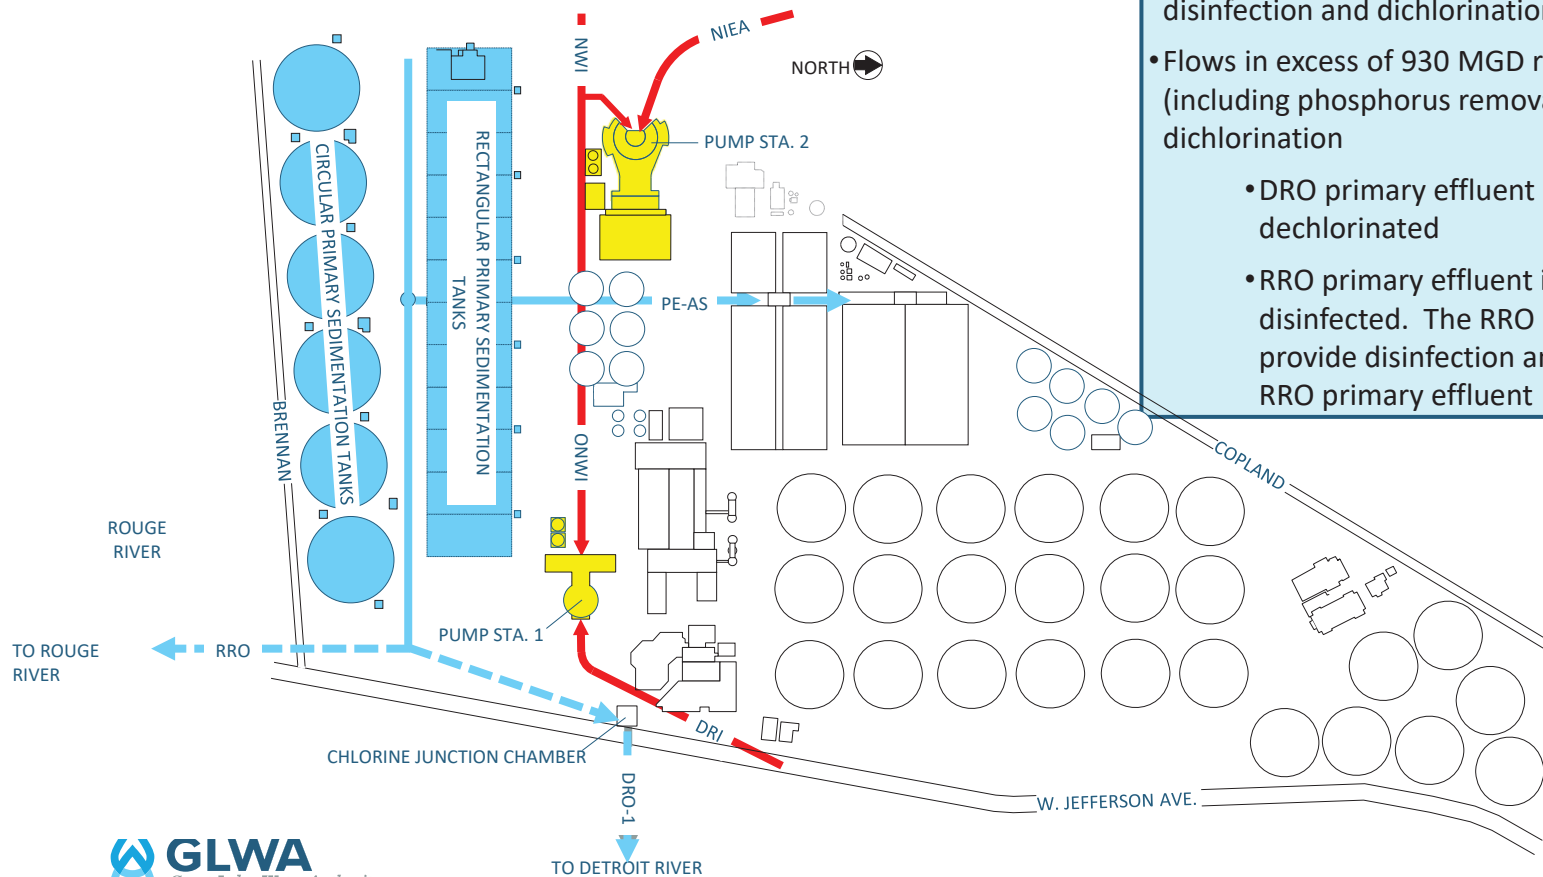 disinfection and dichlorination
•Flows in excess of 930 MGD
(including phosphorus
dichlorination
•DRO primary effluent
dechlorinated
•RRO primary effluent
disinfected. The RRO
provide disinfection
RRO primary effluent
NWI
NIEA
NORTH
PUMP STA. 2
CIRCULAR PRIMARY SEDIMENTATION TANKS
RECTANGULAR PRIMARY SEDIMENTATION
TANKS
PE-AS
BRENNAN
ONWI
COPLAND
ROUGE
RIVER
PUMP STA. 1
TO ROUGE
RIVER
RRO
DRI
CHLORINE JUNCTION CHAMBER
DRO-1
W. JEFFERSON AVE.
TO DETROIT RIVER
GLWA